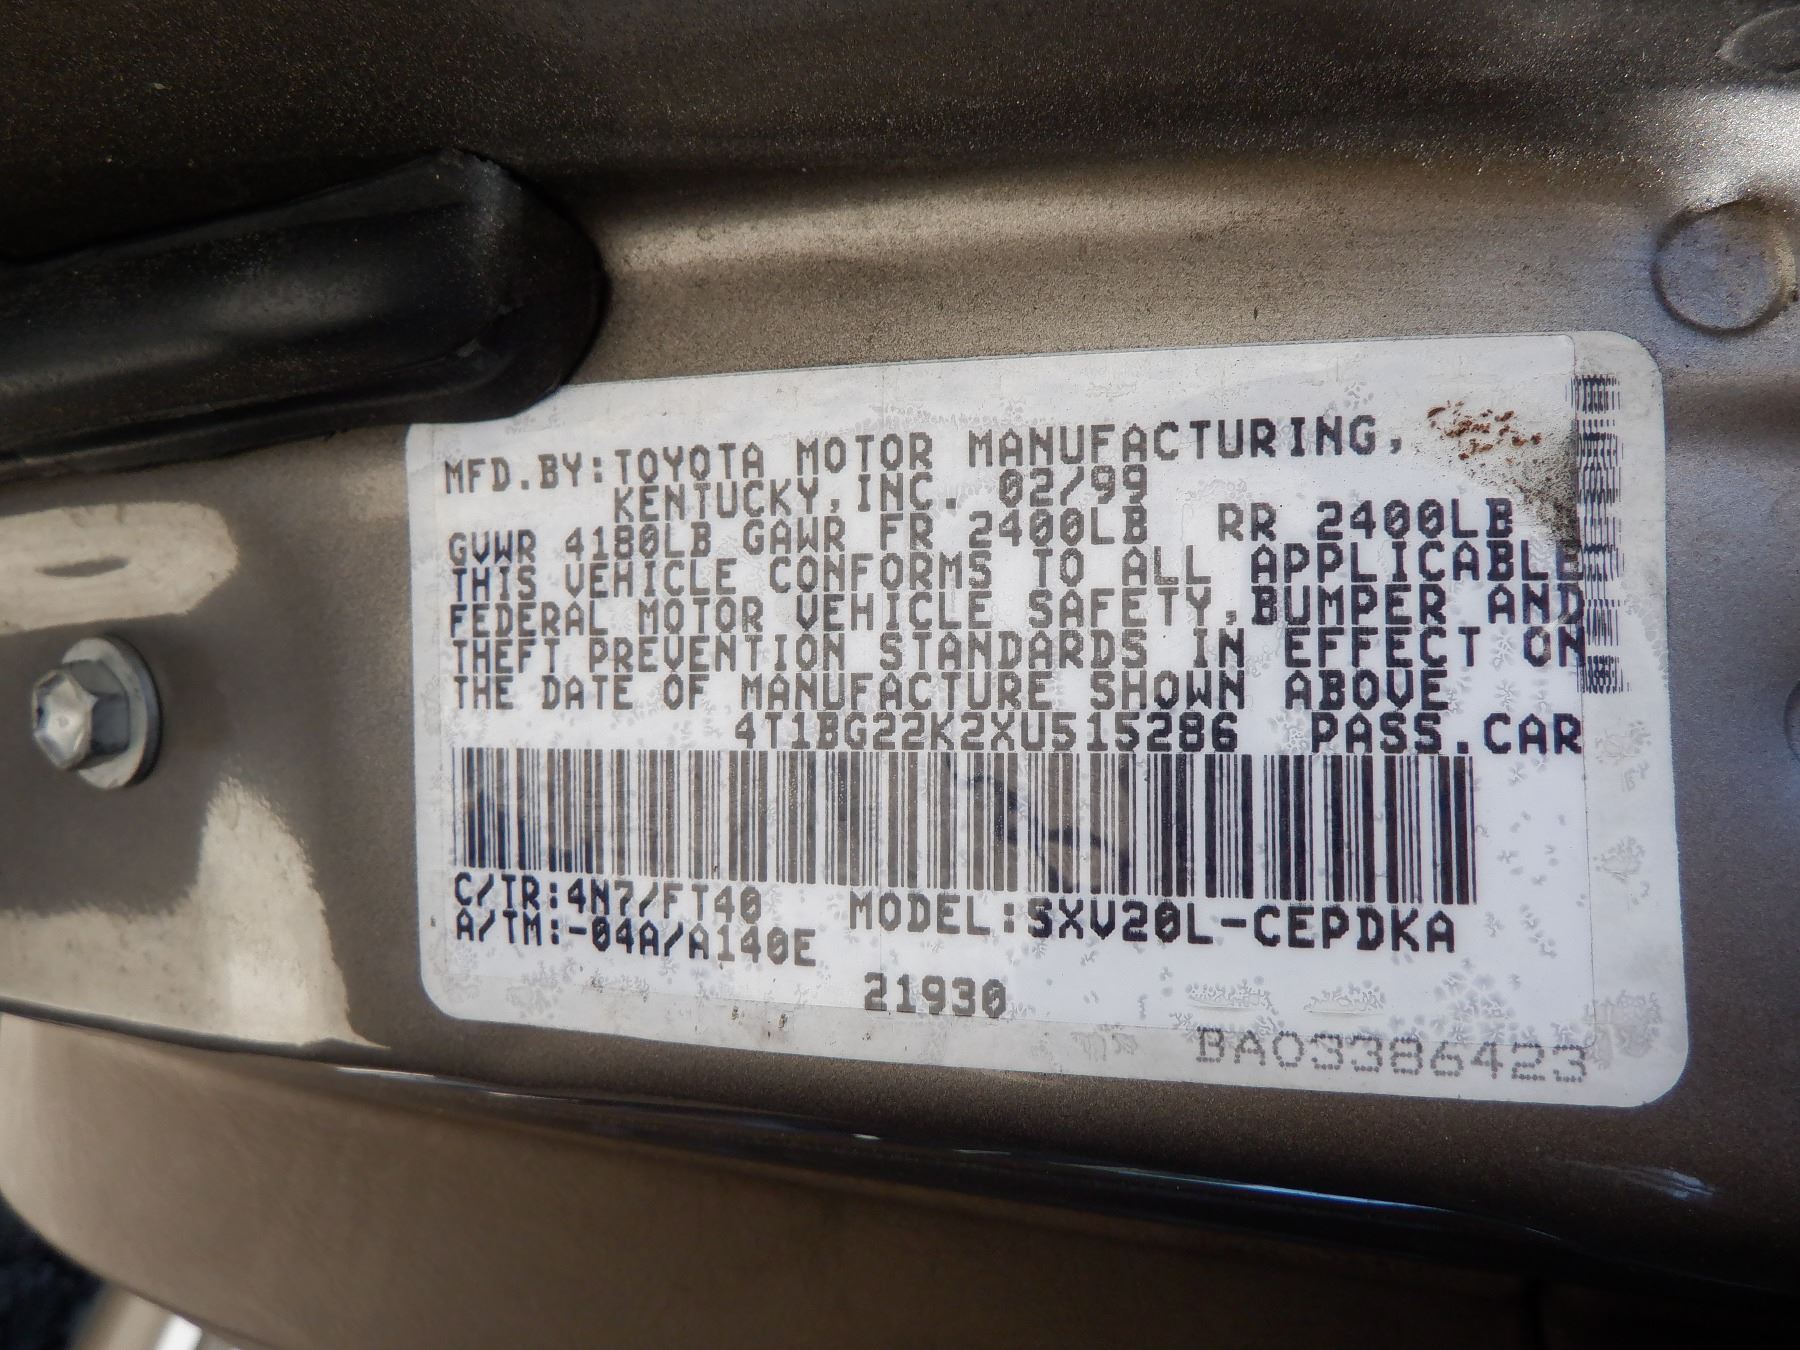 MFD.BY:TOYOTA MOTOR MANUFACTURING,
KENTUCKY,INC. 02/99
GVWR 4180LB GAWR FR 2400LB RR 2400LB
THIS VEHICLE CONFORMS TO ALL APPLICABLE
FEDERAL MOTOR VEHICLE SAFETY,BUMPER AND
THEFT PREVENTION STANDARDS IN EFFECT ON
THE DATE OF MANUFACTURE SHOWN ABOVE
4T1BG22K2XU515286 PASS.CAR
C/TR:4N7/FT40 MODEL:SXV20L-CEPDKA
A/TM:-04A/A140E
21930
BA03386423